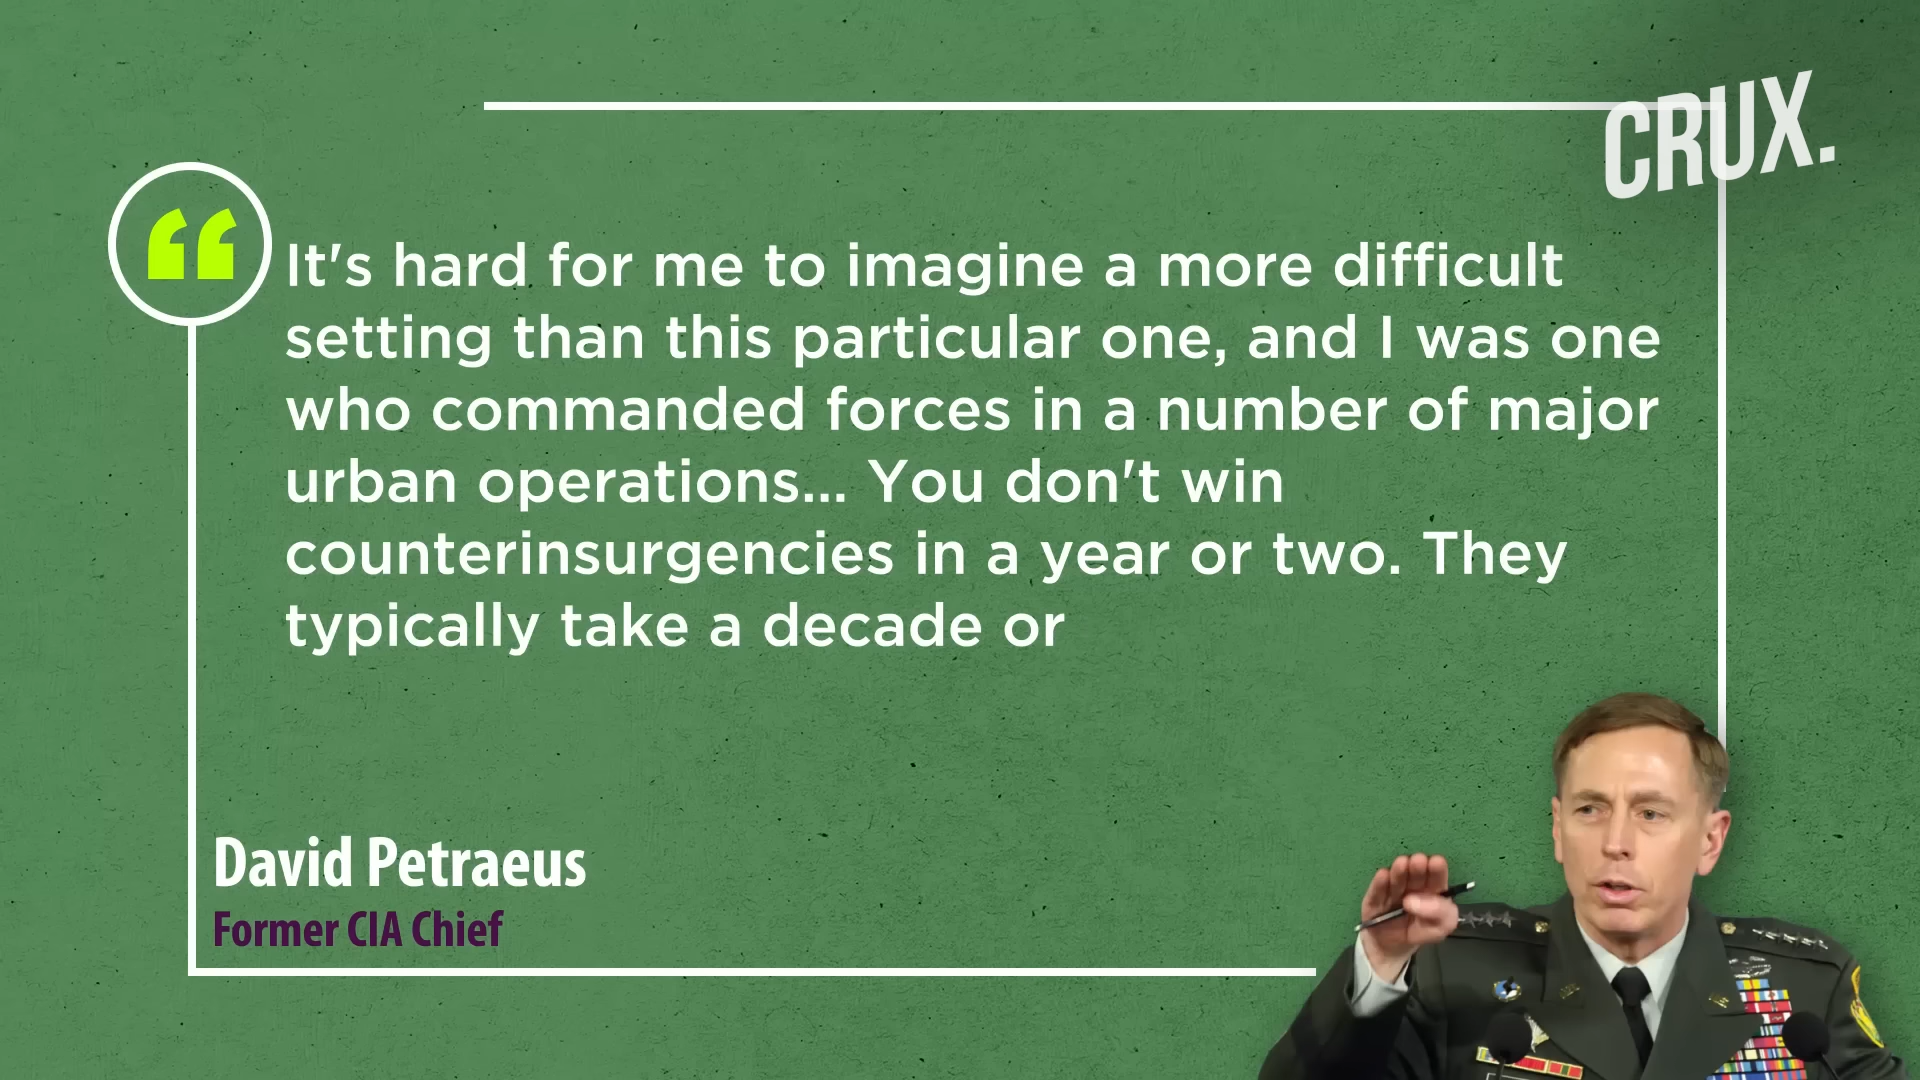 CRUX.
“
It's hard for me to imagine a more difficult
setting than this particular one, and I was one
who commanded forces in a number of major
urban operations... You don't win
counterinsurgencies in a year or two. They
typically take a decade or
David Petraeus
Former CIA Chief